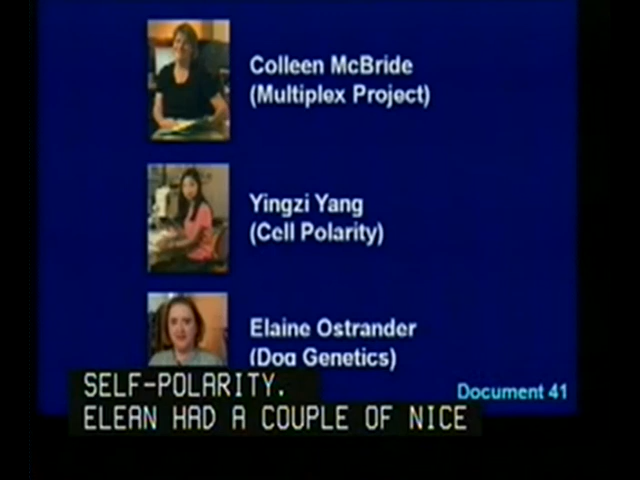 Colleen McBride
(Multiplex Project)
Yingzi Yang
(Cell Polarity)
Elaine Ostrander
(Dog Genetics)
SELF-POLARITY.
ELEAN HAD A COUPLE OF NICE
Document 41